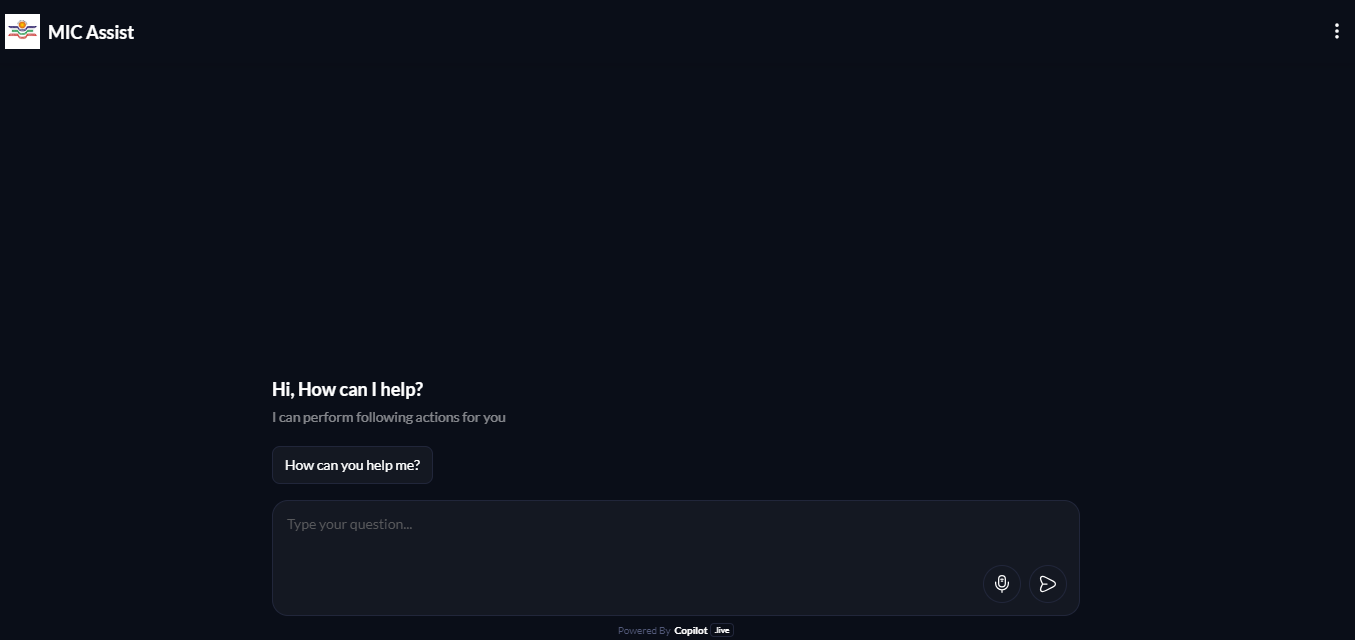 MIC Assist
Hi, How can I help?
I can perform following actions for you
How can you help me?
Type your question...
Powered By Copilot .live